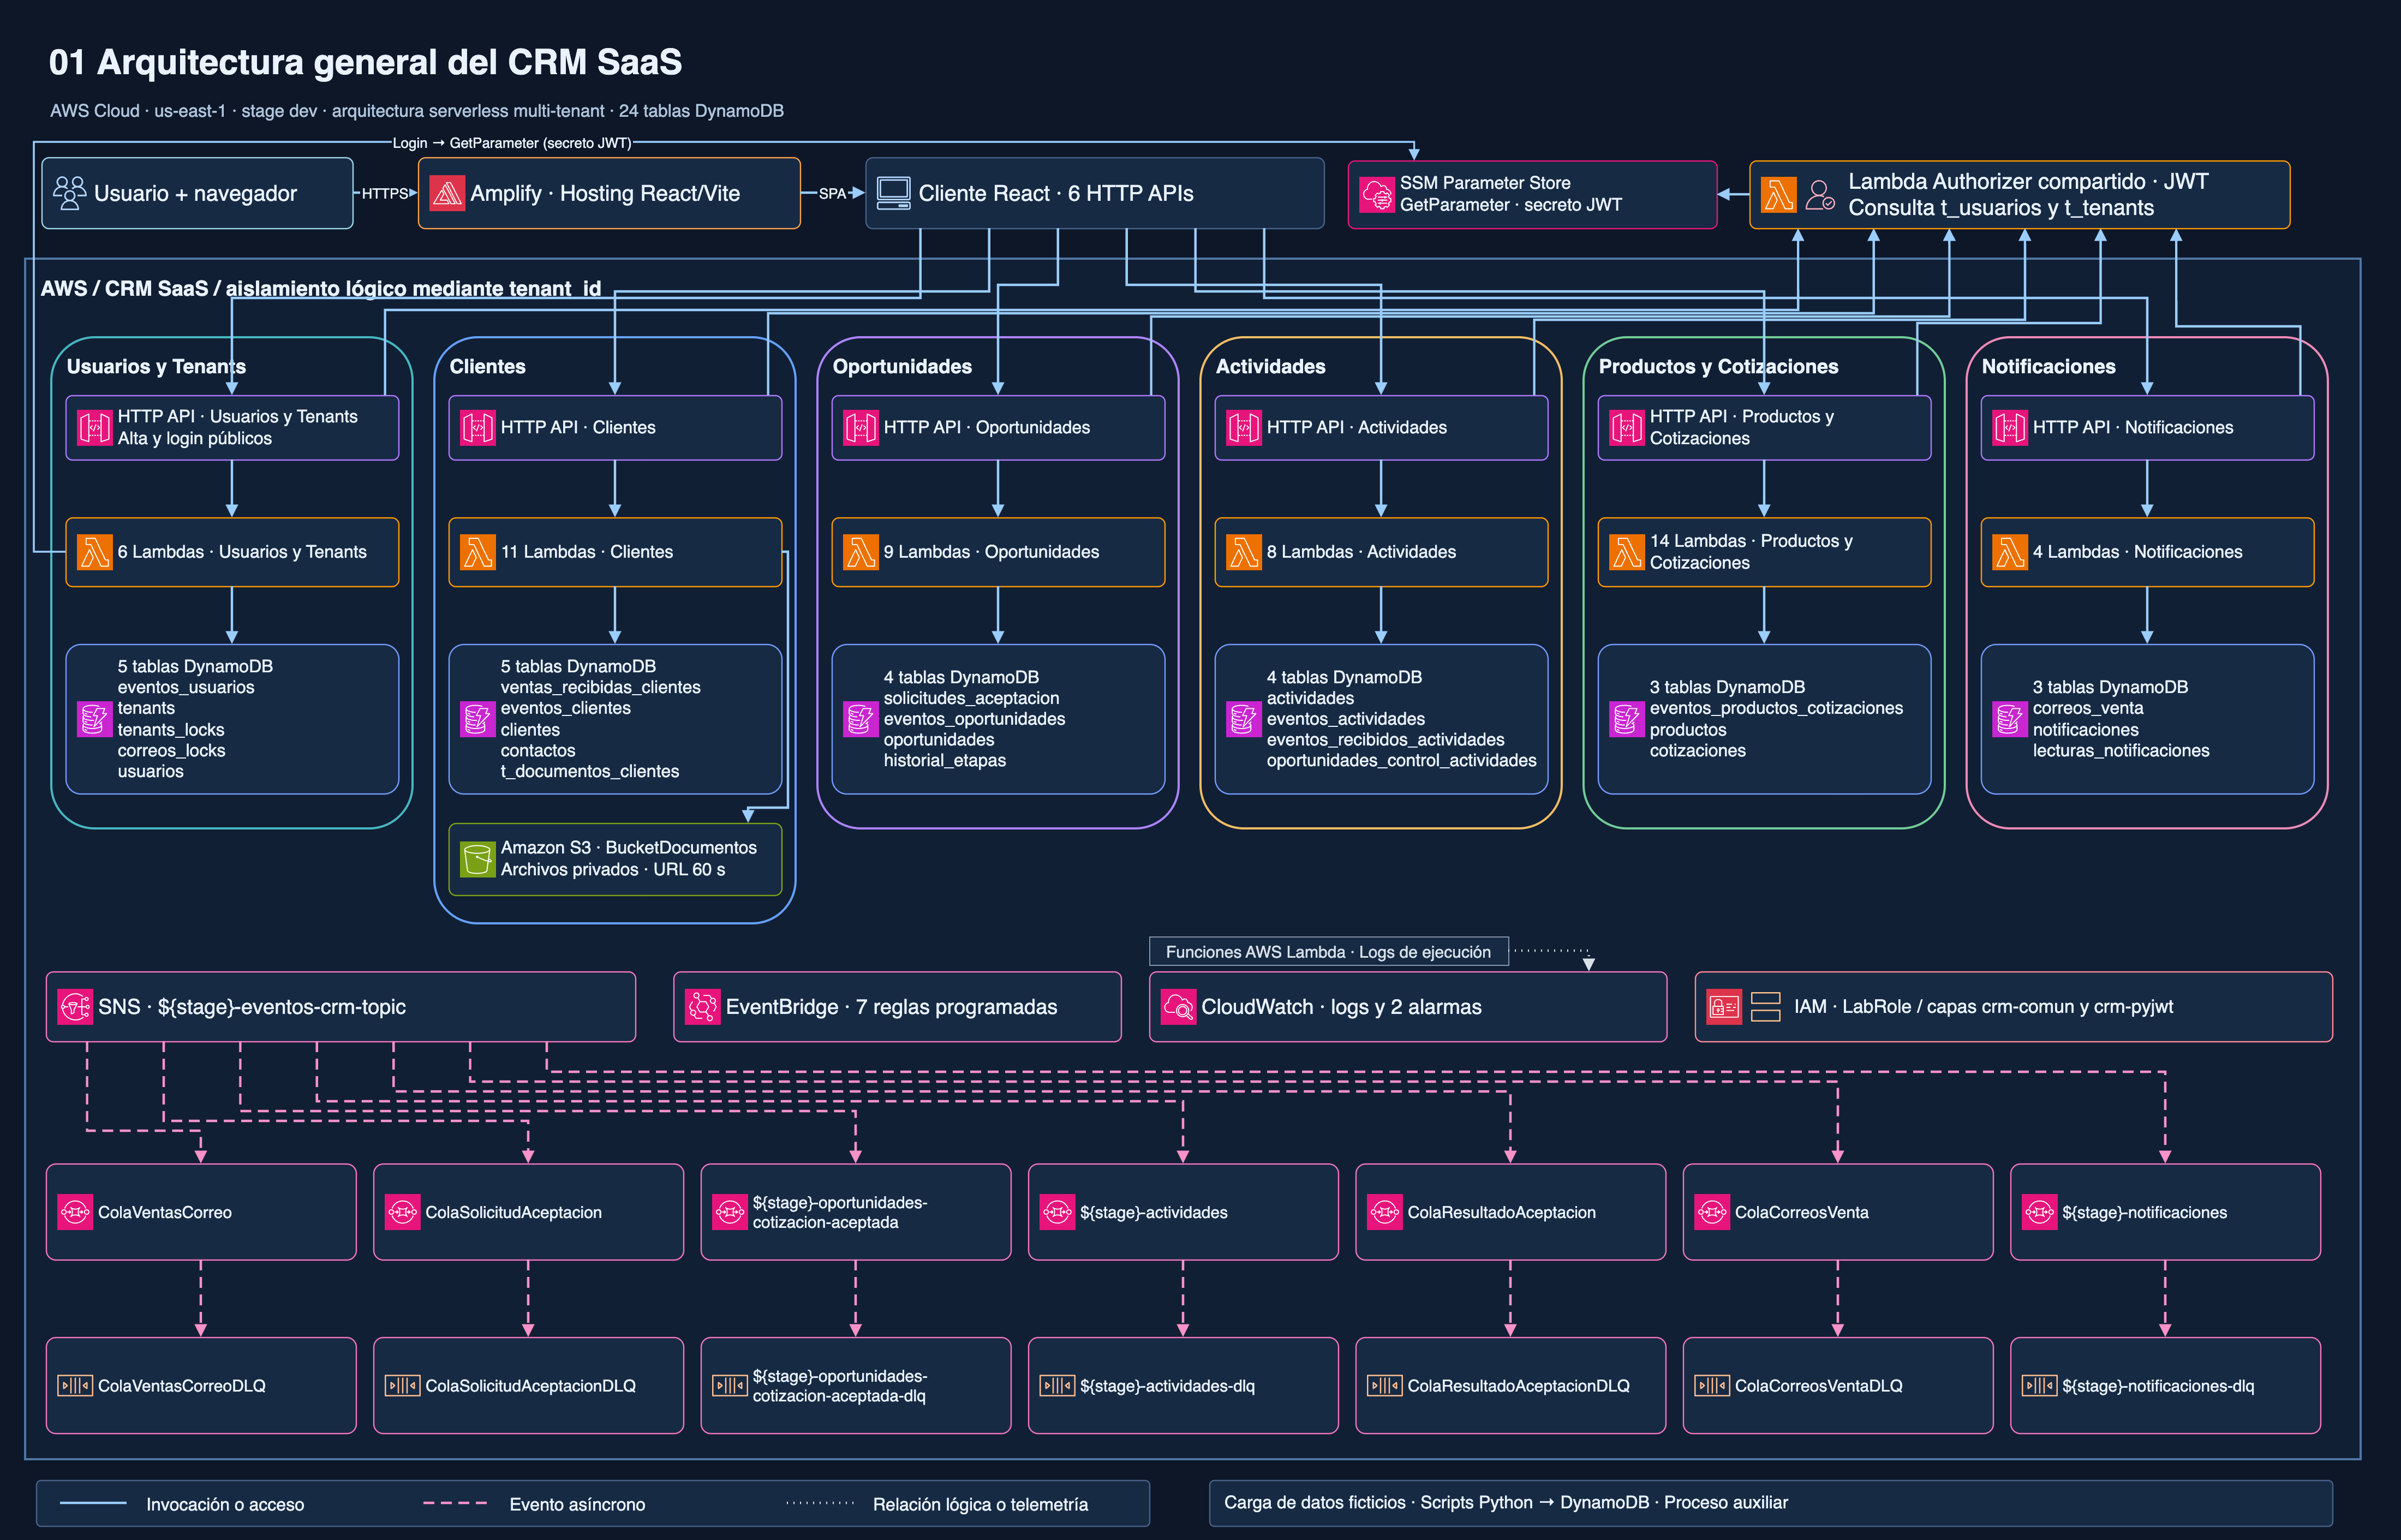 01 Arquitectura general del CRM SaaS
AWS Cloud · us-east-1 · stage dev · arquitectura serverless multi-tenant · 24 tablas DynamoDB
Login → GetParameter (secreto JWT)
Usuario + navegador
HTTPS
Amplify · Hosting React/Vite
SPA
Cliente React · 6 HTTP APIs
SSM Parameter Store
GetParameter · secreto JWT
Lambda Authorizer compartido · JWT
Consulta t_usuarios y t_tenants
AWS / CRM SaaS / aislamiento lógico mediante tenant_id
Usuarios y Tenants
HTTP API · Usuarios y Tenants
Alta y login públicos
6 Lambdas · Usuarios y Tenants
5 tablas DynamoDB
eventos_usuarios
tenants
tenants_locks
correos_locks
usuarios
Clientes
HTTP API · Clientes
11 Lambdas · Clientes
5 tablas DynamoDB
ventas_recibidas_clientes
eventos_clientes
clientes
contactos
t_documentos_clientes
Amazon S3 · BucketDocumentos
Archivos privados · URL 60 s
Oportunidades
HTTP API · Oportunidades
9 Lambdas · Oportunidades
4 tablas DynamoDB
solicitudes_aceptacion
eventos_oportunidades
oportunidades
historial_etapas
Actividades
HTTP API · Actividades
8 Lambdas · Actividades
4 tablas DynamoDB
actividades
eventos_actividades
eventos_recibidos_actividades
oportunidades_control_actividades
Productos y Cotizaciones
HTTP API · Productos y
Cotizaciones
14 Lambdas · Productos y
Cotizaciones
3 tablas DynamoDB
eventos_productos_cotizaciones
productos
cotizaciones
Notificaciones
HTTP API · Notificaciones
4 Lambdas · Notificaciones
3 tablas DynamoDB
correos_venta
notificaciones
lecturas_notificaciones
Funciones AWS Lambda · Logs de ejecución
SNS · ${stage}-eventos-crm-topic
EventBridge · 7 reglas programadas
CloudWatch · logs y 2 alarmas
IAM · LabRole / capas crm-comun y crm-pyjwt
ColaVentasCorreo
ColaSolicitudAceptacion
${stage}-oportunidades-
cotizacion-aceptada
${stage}-actividades
ColaResultadoAceptacion
ColaCorreosVenta
${stage}-notificaciones
ColaVentasCorreoDLQ
ColaSolicitudAceptacionDLQ
${stage}-oportunidades-
cotizacion-aceptada-dlq
${stage}-actividades-dlq
ColaResultadoAceptacionDLQ
ColaCorreosVentaDLQ
${stage}-notificaciones-dlq
Invocación o acceso
Evento asíncrono
Relación lógica o telemetría
Carga de datos ficticios · Scripts Python → DynamoDB · Proceso auxiliar